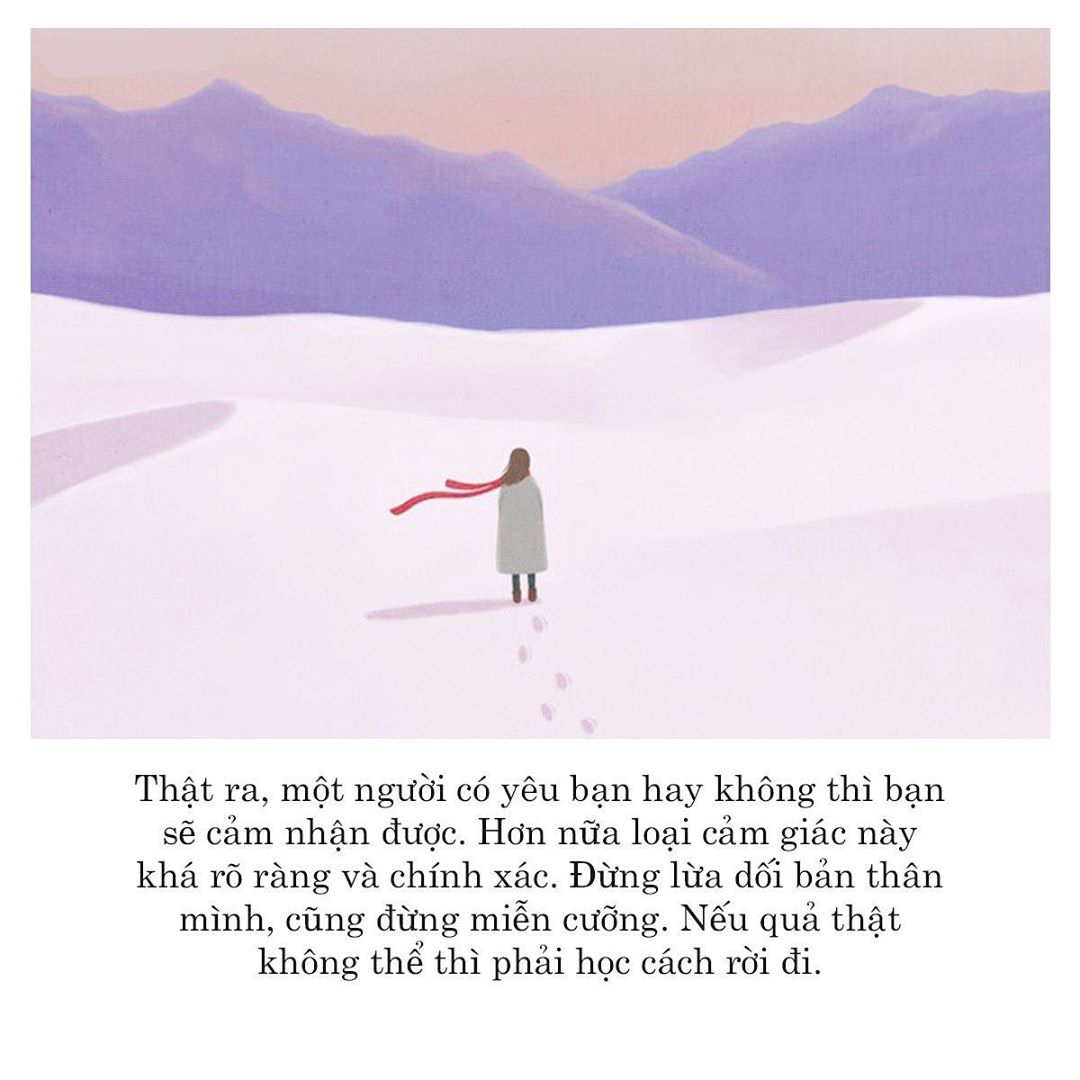 Thật ra, một người có yêu bạn hay không thì bạn
sẽ cảm nhận được. Hơn nữa loại cảm giác này
khá rõ ràng và chính xác. Đừng lừa dối bản thân
mình, cũng đừng miễn cưỡng. Nếu quả thật
không thể thì phải học cách rời đi.